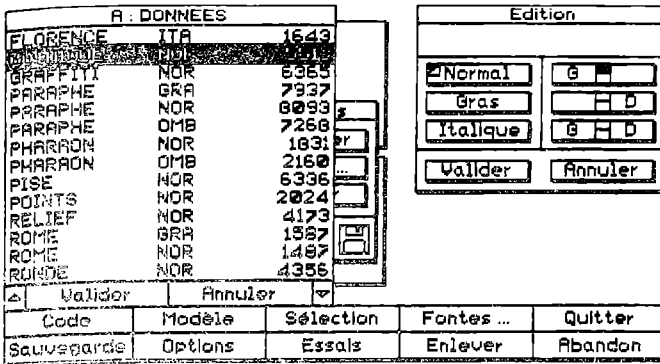 A : DONNEES
FLORENCE ITA 1643
NOR
GRAFFITI NOR 6365
PARAPHE GRA 7937
PARAPHE NOR 8093
PARAPHE OMB 7268
PHARAON NOR 1831
PHARAON OMB 2160
PISE NOR 6336
POINTS NOR 2024
RELIEF NOR 4173
ROME GRA 1587
ROME NOR 1487
RONDE NOR 4356
Valider Annuler
Edition
Normal G
Gras H D
Italique G H D
Valider Annuler
Code Modèle Sélection Fontes ... Quitter
Sauvegarde Options Essais Enlever Abandon